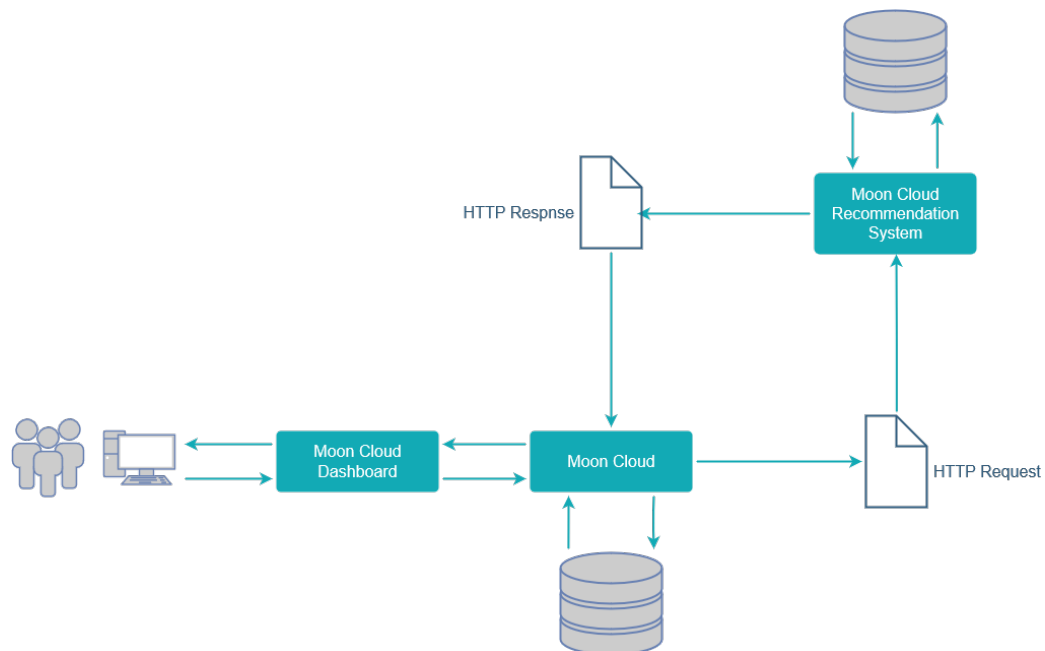 Moon Cloud
Recommendation
System
HTTP Respnse
Moon Cloud
Dashboard
Moon Cloud
HTTP Request